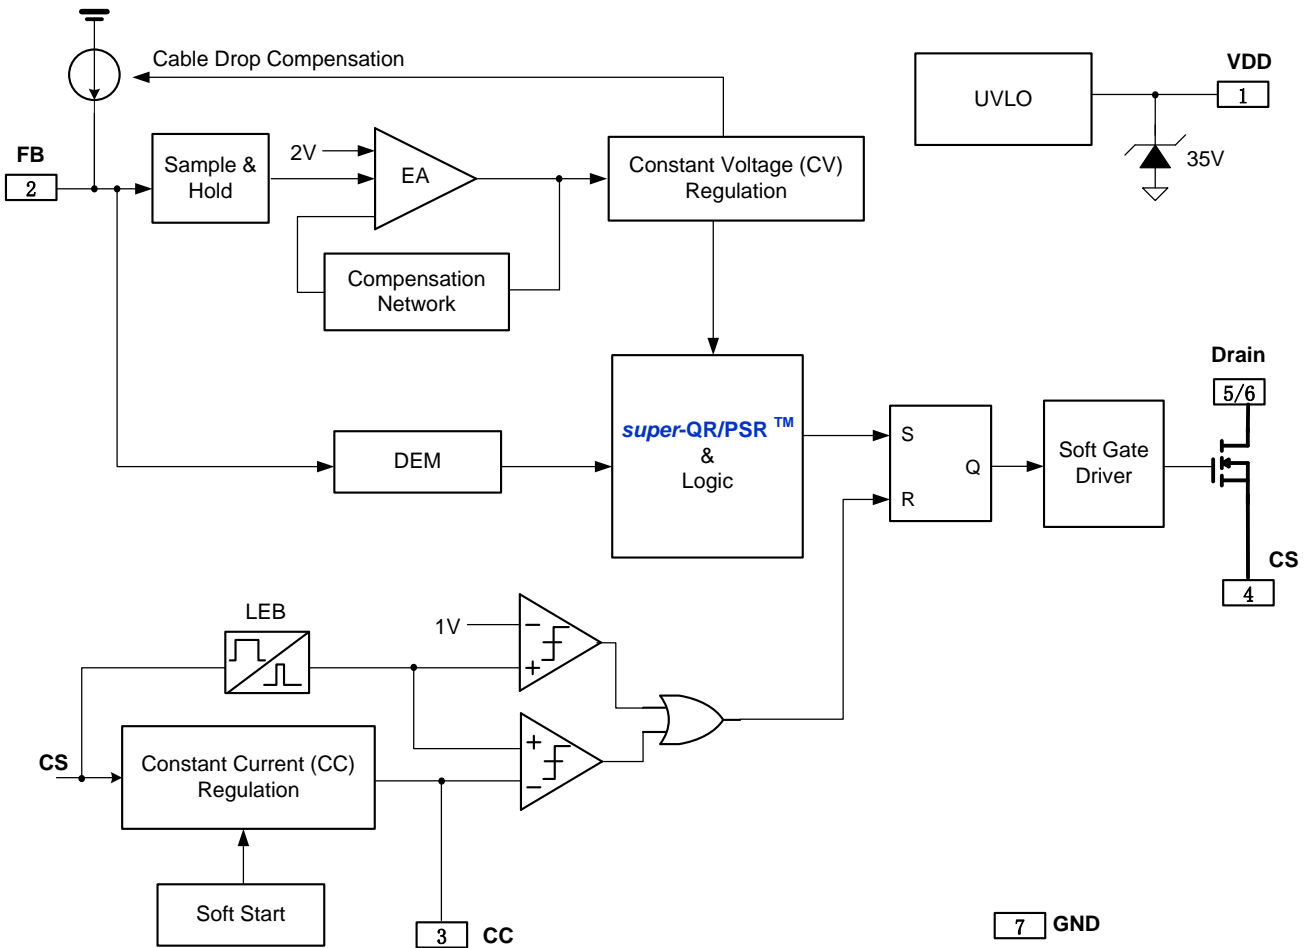 Cable Drop Compensation
VDD
UVLO
1
35V
FB
2
Sample &
Hold
2V
EA
Constant Voltage (CV)
Regulation
Compensation
Network
Drain
5/6
super-QR/PSR TM
&
Logic
DEM
S
Q
R
Soft Gate
Driver
CS
4
LEB
1V
−
+
+
−
CS
Constant Current (CC)
Regulation
Soft Start
3
CC
7
GND